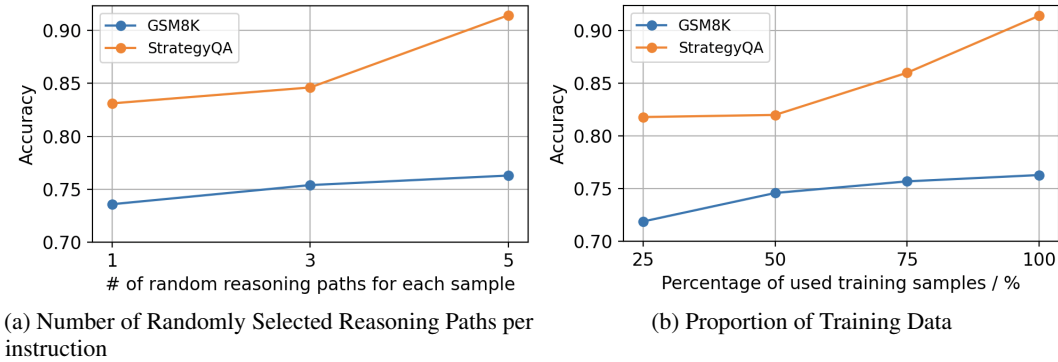 GSM8K
StrategyQA
0.90
0.85
0.80
0.75
0.70
Accuracy
1 3 5
# of random reasoning paths for each sample
(a) Number of Randomly Selected Reasoning Paths per
instruction
GSM8K
StrategyQA
0.90
0.85
0.80
0.75
0.70
Accuracy
25 50 75 100
Percentage of used training samples / %
(b) Proportion of Training Data